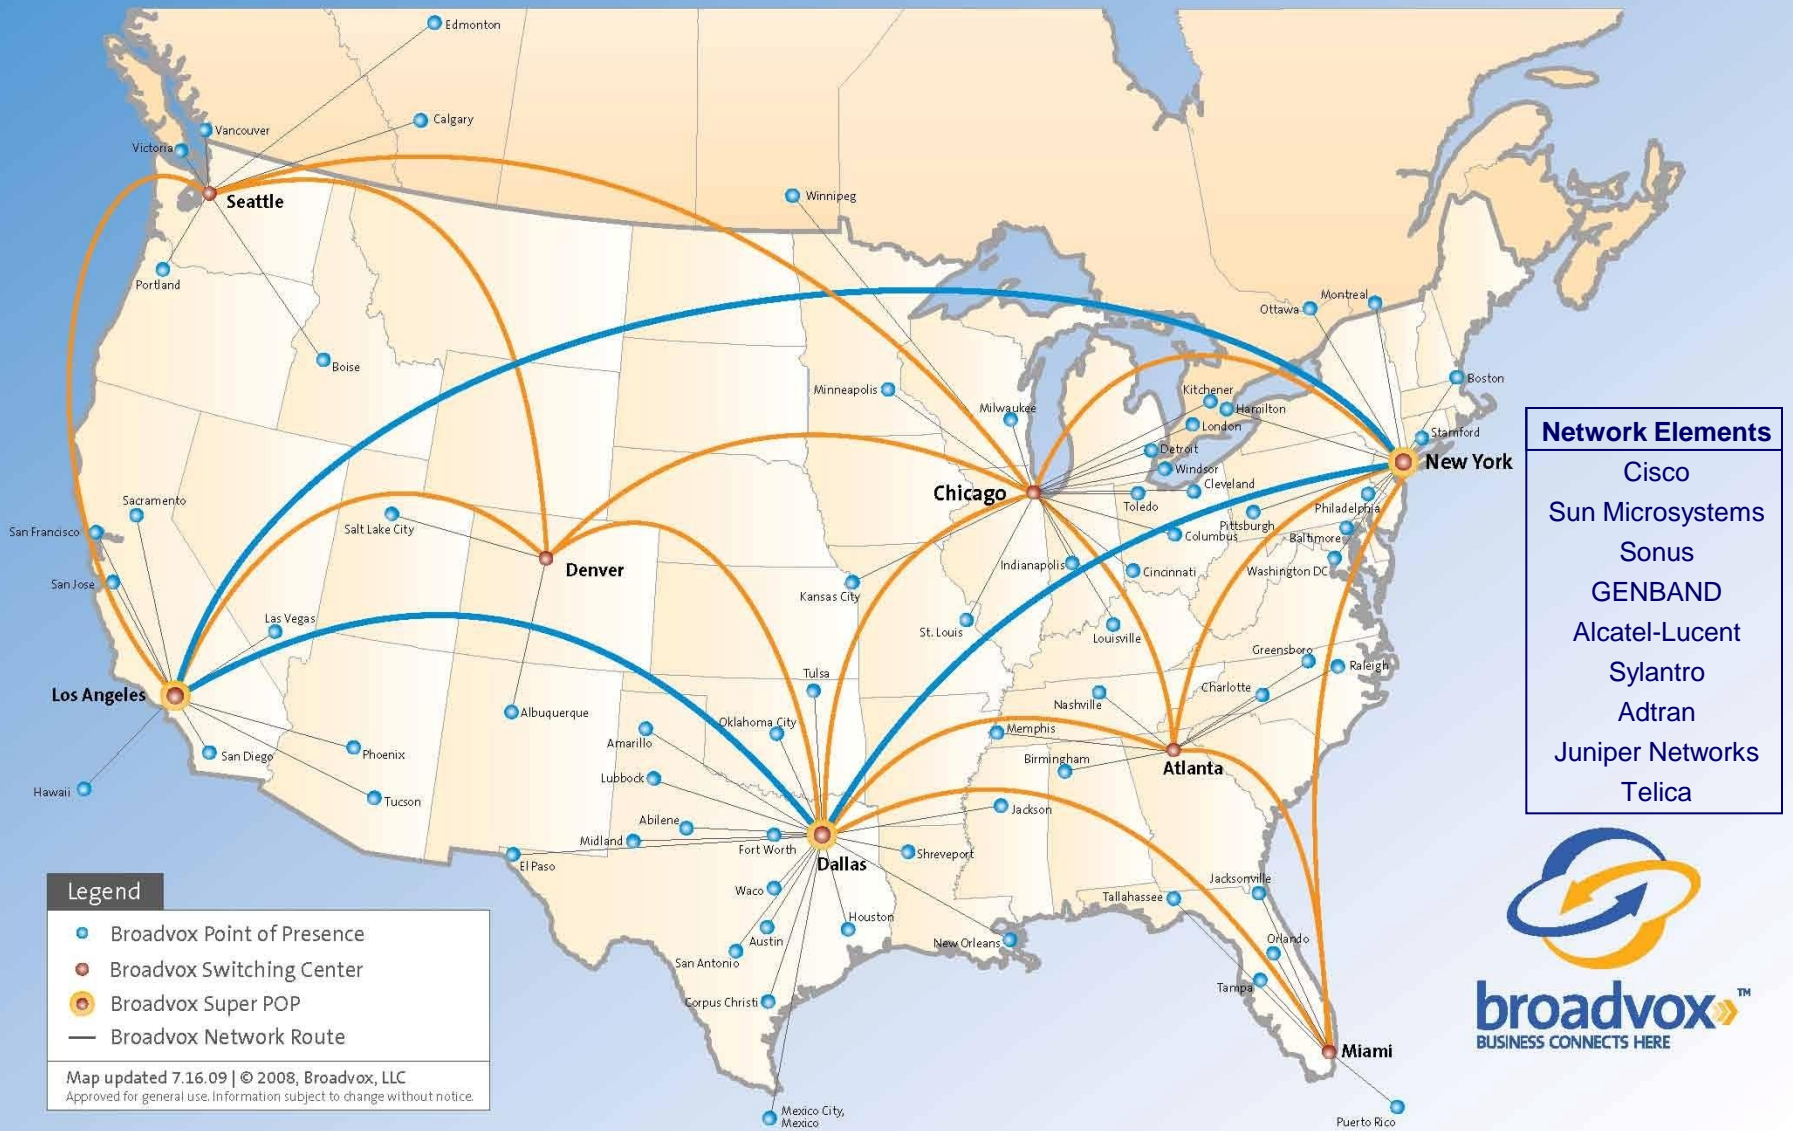 Edmonton
Calgary
Vancouver
Victoria
Seattle
Winnipeg
Portland
Boise
Ottawa
Montreal
Boston
Stamford
New York
Minneapolis
Milwaukee
Kitchener
Hamilton
London
Detroit
Windsor
Cleveland
Chicago
Toledo
Pittsburgh
Philadelphia
Columbus
Baltimore
Washington DC
Indianapolis
Cincinnati
Sacramento
San Francisco
Salt Lake City
San Jose
Denver
Kansas City
Las Vegas
St. Louis
Louisville
Greensboro
Raleigh
Los Angeles
Tulsa
Charlotte
Nashville
Albuquerque
Oklahoma City
Amarillo
Memphis
San Diego
Phoenix
Birmingham
Atlanta
Hawaii
Tucson
Lubbock
Jackson
Abilene
Midland
Fort Worth
Shreveport
El Paso
Dallas
Waco
Jacksonville
Tallahassee
Houston
Austin
New Orleans
Orlando
San Antonio
Tampa
Corpus Christi
Miami
Mexico City,
Mexico
Puerto Rico
Network Elements
Cisco
Sun Microsystems
Sonus
GENBAND
Alcatel-Lucent
Sylantro
Adtran
Juniper Networks
Telica
broadvox™
BUSINESS CONNECTS HERE
Legend
Broadvox Point of Presence
Broadvox Switching Center
Broadvox Super POP
Broadvox Network Route
Map updated 7.16.09 | © 2008, Broadvox, LLC
Approved for general use. Information subject to change without notice.